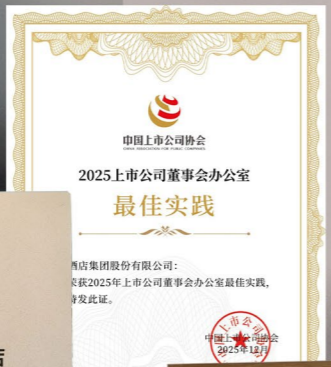 中国上市公司协会
CHINA ASSOCIATION FOR PUBLIC COMPANIES
2025上市公司董事会办公室
最佳实践
酒店集团股份有限公司:
荣获2025年上市公司董事会办公室最佳实践,
特发此证。
中国上市公司协会
2025年12月
店